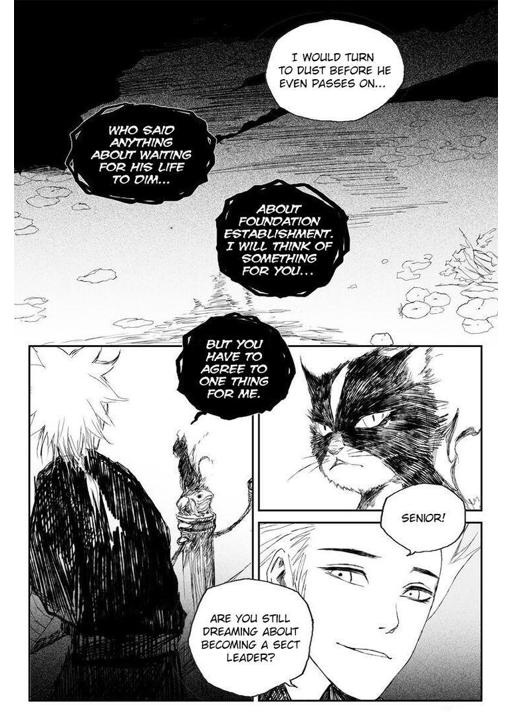 I WOULD TURN
TO DUST BEFORE HE
EVEN PASSES ON...
WHO SAID
ANYTHING
ABOUT WAITING
FOR HIS LIFE
TO DIM...
ABOUT
FOUNDATION
ESTABLISHMENT.
I WILL THINK OF
SOMETHING
FOR YOU...
BUT YOU
HAVE TO
AGREE TO
ONE THING
FOR ME.
SENIOR!
ARE YOU STILL
DREAMING ABOUT
BECOMING A SECT
LEADER?